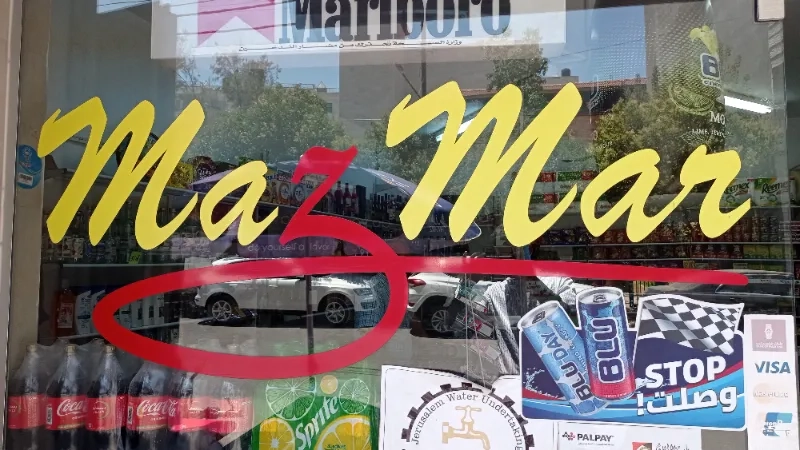 Marlboro
Maz Mar
BLU DAY
BLU
STOP
وصلت!
Coca-Cola
Coca-Cola
Sprite
Jerusalem Water Undertaking
PALPAY
VISA